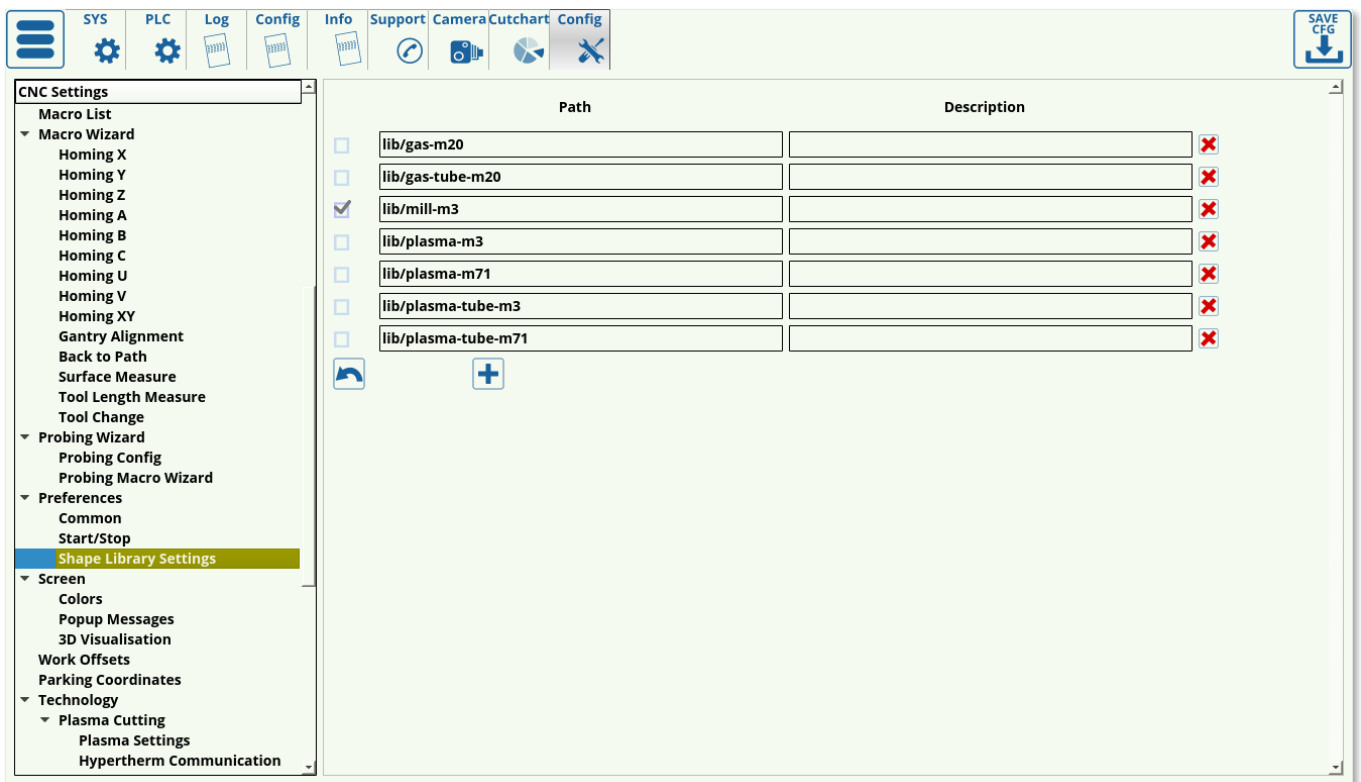 SYS PLC Log Config Info Support Camera Cutchart Config SAVE CFG
CNC Settings
Macro List
Macro Wizard
Homing X
Homing Y
Homing Z
Homing A
Homing B
Homing C
Homing U
Homing V
Homing XY
Gantry Alignment
Back to Path
Surface Measure
Tool Length Measure
Tool Change
Probing Wizard
Probing Config
Probing Macro Wizard
Preferences
Common
Start/Stop
Shape Library Settings
Screen
Colors
Popup Messages
3D Visualisation
Work Offsets
Parking Coordinates
Technology
Plasma Cutting
Plasma Settings
Hypertherm Communication
Path Description
lib/gas-m20
lib/gas-tube-m20
lib/mill-m3
lib/plasma-m3
lib/plasma-m71
lib/plasma-tube-m3
lib/plasma-tube-m71